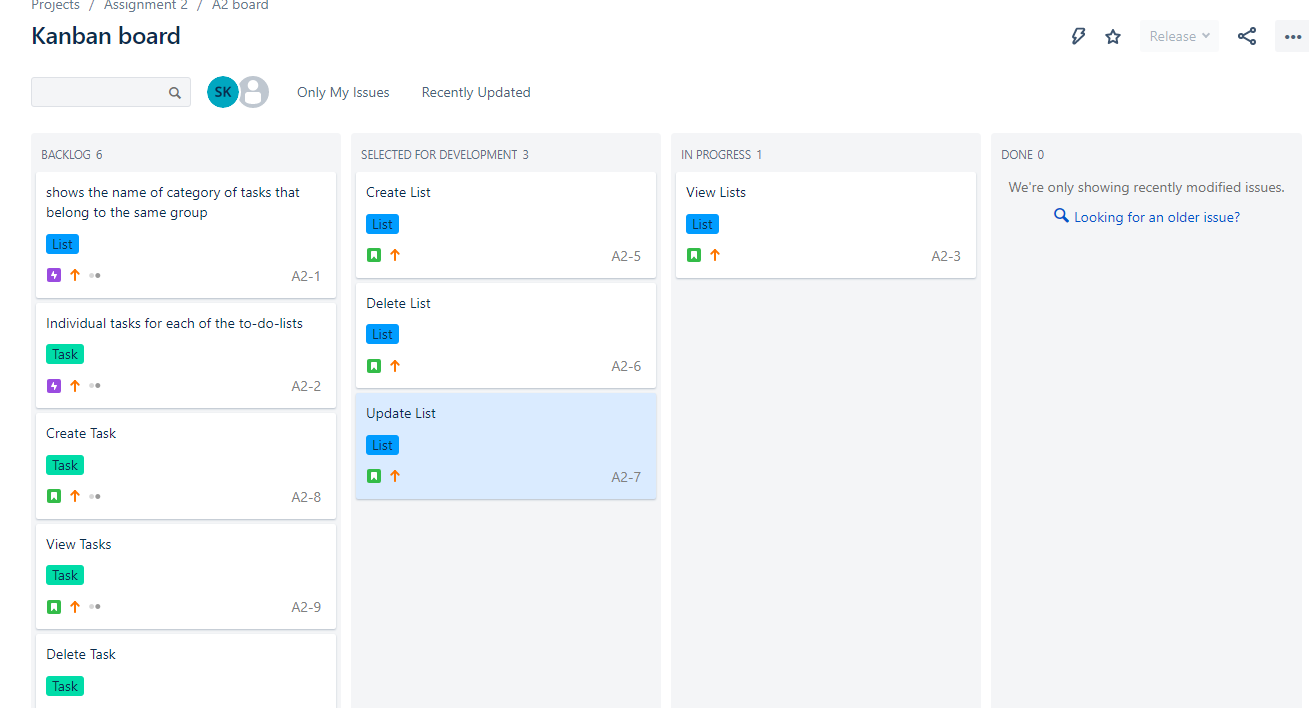 Projects / Assignment 2 / A2 board
Kanban board
Release
SK
Only My Issues
Recently Updated
BACKLOG 6
shows the name of category of tasks that
belong to the same group
List
A2-1
Individual tasks for each of the to-do-lists
Task
A2-2
Create Task
Task
A2-8
View Tasks
Task
A2-9
Delete Task
Task
SELECTED FOR DEVELOPMENT 3
Create List
List
A2-5
Delete List
List
A2-6
Update List
List
A2-7
IN PROGRESS 1
View Lists
List
A2-3
DONE 0
We're only showing recently modified issues.
Looking for an older issue?